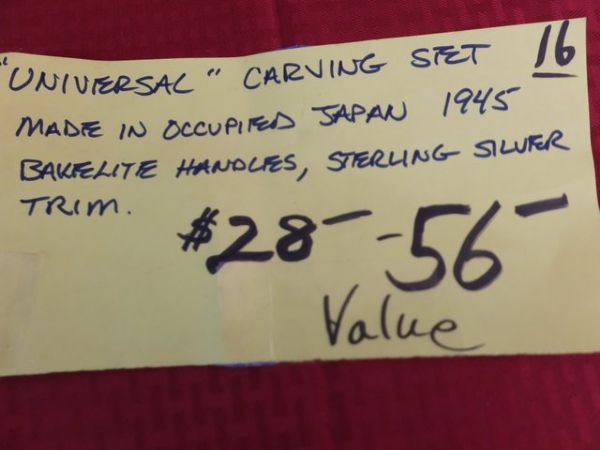 "UNIVERSAL" CARVING SET 16
MADE IN OCCUPIED JAPAN 1945
BAKELITE HANDLES, STERLING SILVER
TRIM.
$28- -56-
Value